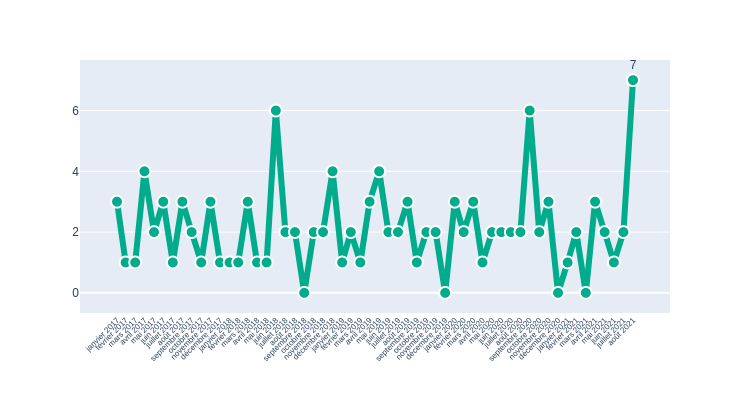 7
6
4
2
0
janvier 2017
février 2017
mars 2017
avril 2017
mai 2017
juin 2017
juillet 2017
août 2017
septembre 2017
octobre 2017
novembre 2017
décembre 2017
janvier 2018
février 2018
mars 2018
avril 2018
mai 2018
juin 2018
juillet 2018
août 2018
septembre 2018
octobre 2018
novembre 2018
décembre 2018
janvier 2019
février 2019
mars 2019
avril 2019
mai 2019
juin 2019
juillet 2019
août 2019
septembre 2019
octobre 2019
novembre 2019
décembre 2019
janvier 2020
février 2020
mars 2020
avril 2020
mai 2020
juin 2020
juillet 2020
août 2020
septembre 2020
octobre 2020
novembre 2020
décembre 2020
janvier 2021
février 2021
mars 2021
avril 2021
mai 2021
juin 2021
juillet 2021
août 2021